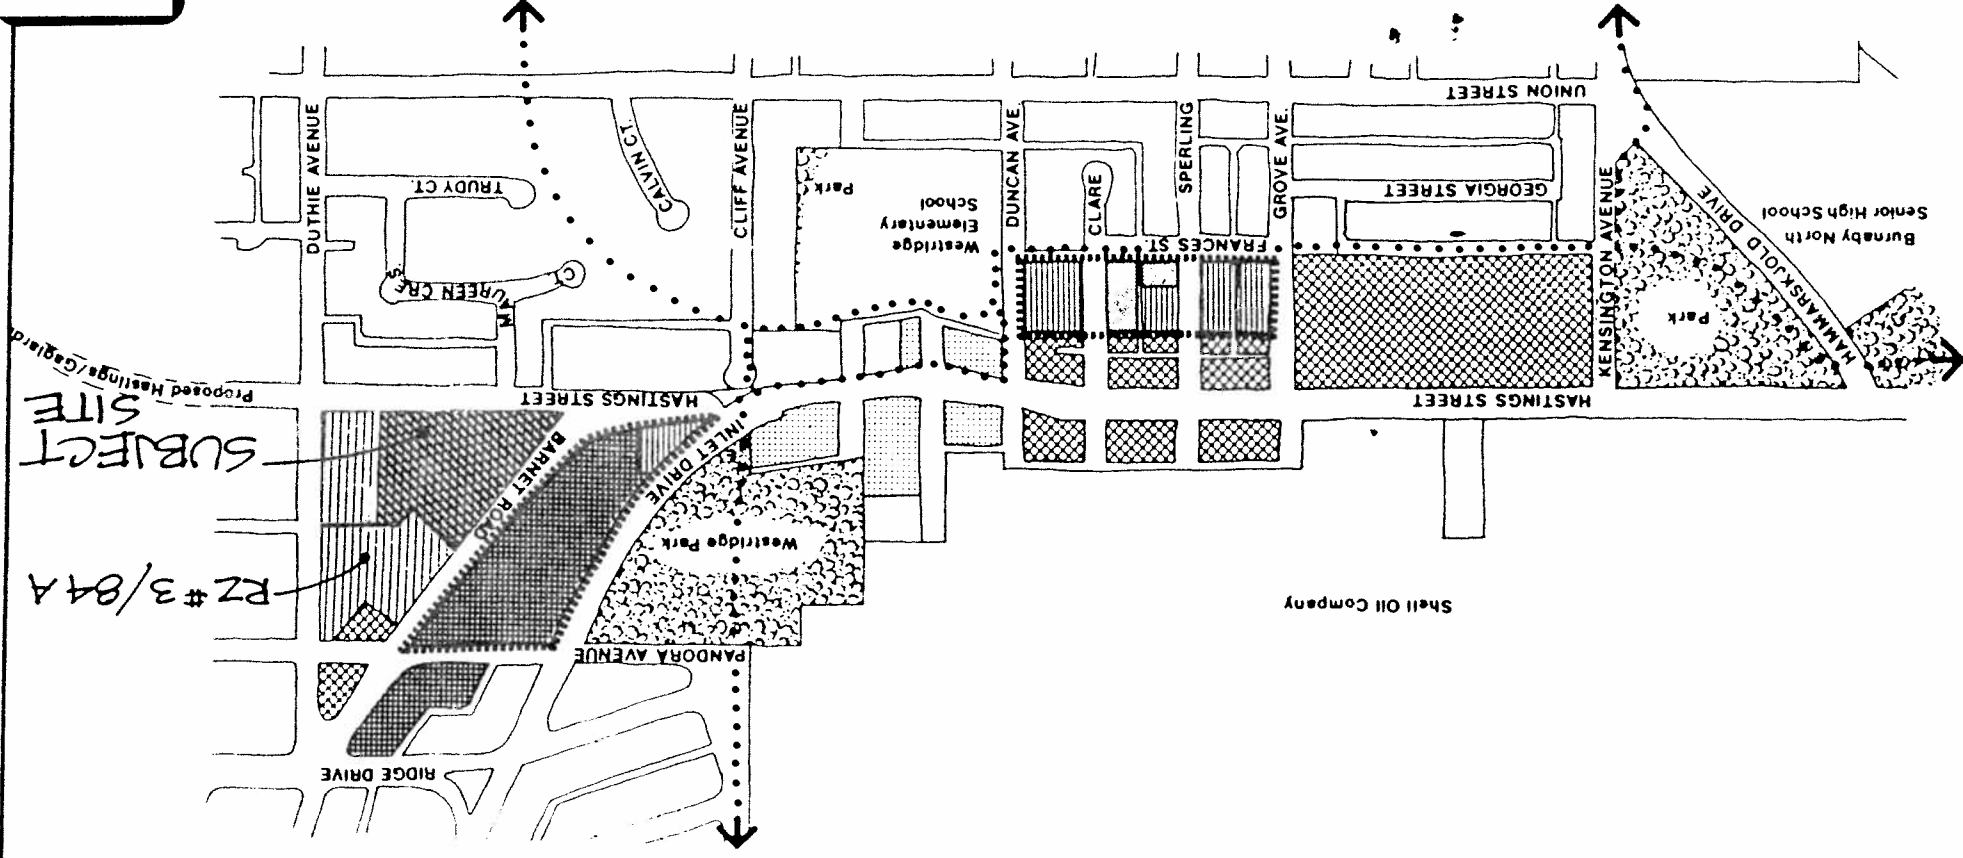 RIDGE DRIVE
PANDORA AVENUE
Shell Oil Company
RZ #3/84 A
Westridge Park
INLET DRIVE
BARNET ROAD
SUBJECT
SITE
HASTINGS STREET
HASTINGS STREET
Proposed Hastings/Gaglardi
HAMMARSKJOLD DRIVE
Park
KENSINGTON AVENUE
MAUREEN CRES.
CT.
Burnaby North
Senior High School
FRANCES ST.
Westridge
Elementary
School
GEORGIA STREET
GROVE AVE.
SPERLING
CLARE
DUNCAN AVE.
Park
CLIFF AVENUE
CALVIN CT.
TRUDY CT.
DUTHIE AVENUE
UNION STREET